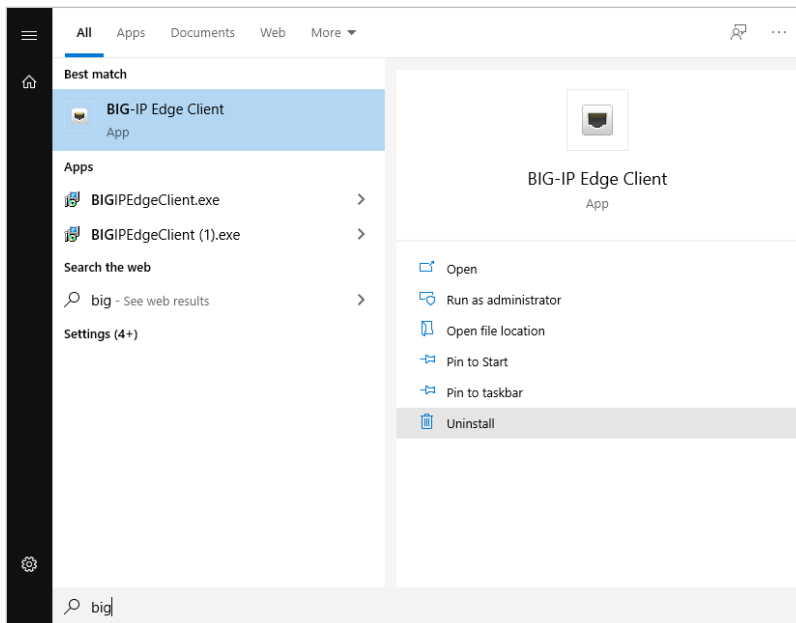 All Apps Documents Web More
Best match
BIG-IP Edge Client
App
Apps
BIGIPEdgeClient.exe
BIGIPEdgeClient (1).exe
Search the web
big - See web results
Settings (4+)
BIG-IP Edge Client
App
Open
Run as administrator
Open file location
Pin to Start
Pin to taskbar
Uninstall
big